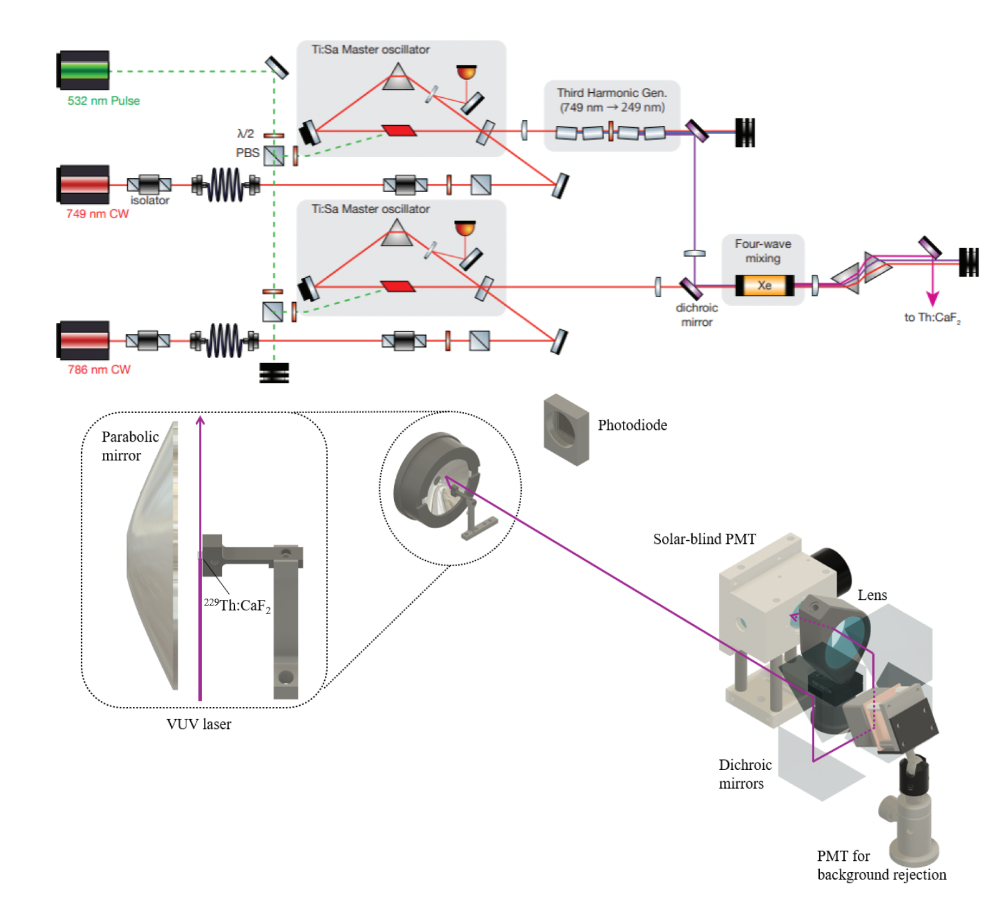 Ti:Sa Master oscillator
532 nm Pulse
Third Harmonic Gen.
(749 nm → 249 nm)
λ/2
PBS
isolator
749 nm CW
Ti:Sa Master oscillator
Four-wave
mixing
Xe
dichroic
mirror
to Th:CaF₂
786 nm CW
Parabolic
mirror
Photodiode
Solar-blind PMT
Lens
²²⁹Th:CaF₂
VUV laser
Dichroic
mirrors
PMT for
background rejection